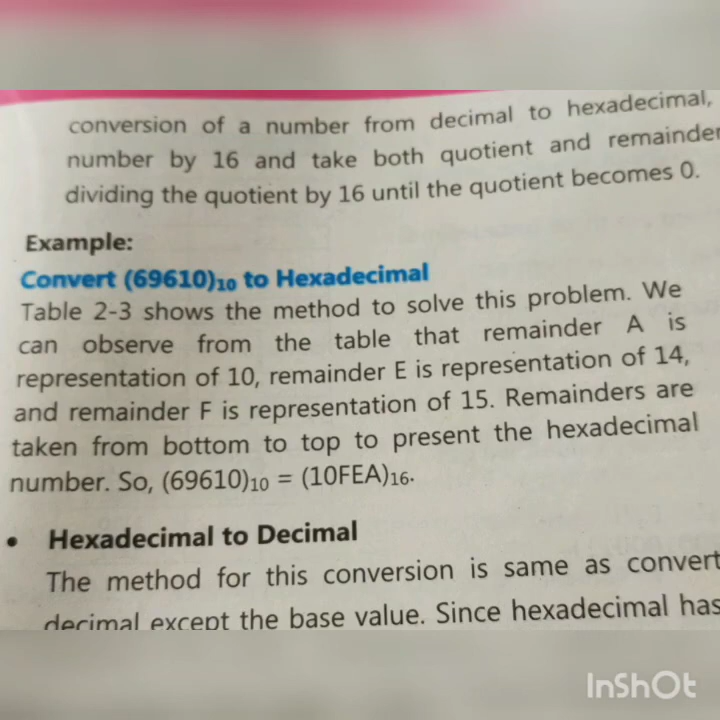 conversion of a number from decimal to hexadecimal,
number by 16 and take both quotient and remainder
dividing the quotient by 16 until the quotient becomes 0.
Example:
Convert (69610)₁₀ to Hexadecimal
Table 2-3 shows the method to solve this problem. We
can observe from the table that remainder A is
representation of 10, remainder E is representation of 14,
and remainder F is representation of 15. Remainders are
taken from bottom to top to present the hexadecimal
number. So, (69610)₁₀ = (10FEA)₁₆.
• Hexadecimal to Decimal
The method for this conversion is same as convert
decimal except the base value. Since hexadecimal has
InShOt